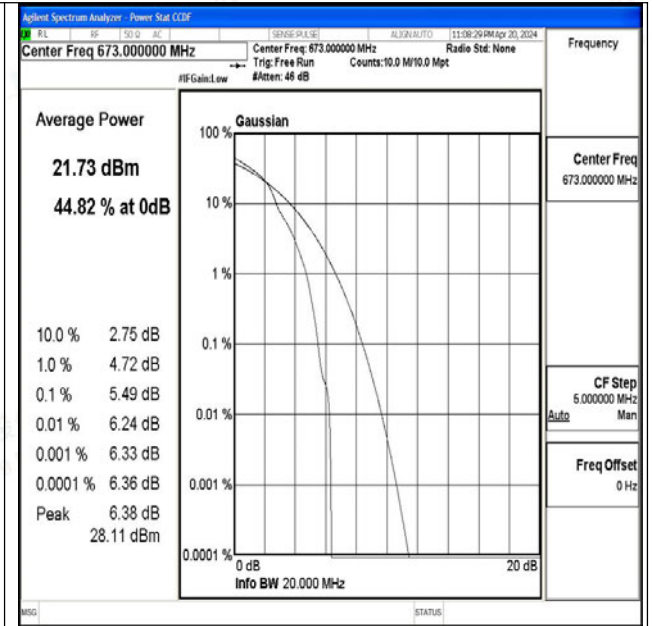 Agilent Spectrum Analyzer - Power Stat CCDF
RL RF 50 Ω AC SENSE:PULSE ALIGN AUTO 11:08:29 PM Apr 20, 2024
Center Freq 673.000000 MHz
Center Freq: 673.000000 MHz Radio Std: None
Trig: Free Run Counts:10.0 M/10.0 Mpt
#IFGain:Low #Atten: 46 dB
Frequency
Average Power
21.73 dBm
44.82 % at 0dB
10.0 % 2.75 dB
1.0 % 4.72 dB
0.1 % 5.49 dB
0.01 % 6.24 dB
0.001 % 6.33 dB
0.0001 % 6.36 dB
Peak 6.38 dB
28.11 dBm
Gaussian
100 %
10 %
1 %
0.1 %
0.01 %
0.001 %
0.0001 %
0 dB 20 dB
Info BW 20.000 MHz
Center Freq
673.000000 MHz
CF Step
5.000000 MHz
Auto Man
Freq Offset
0 Hz
MSG STATUS